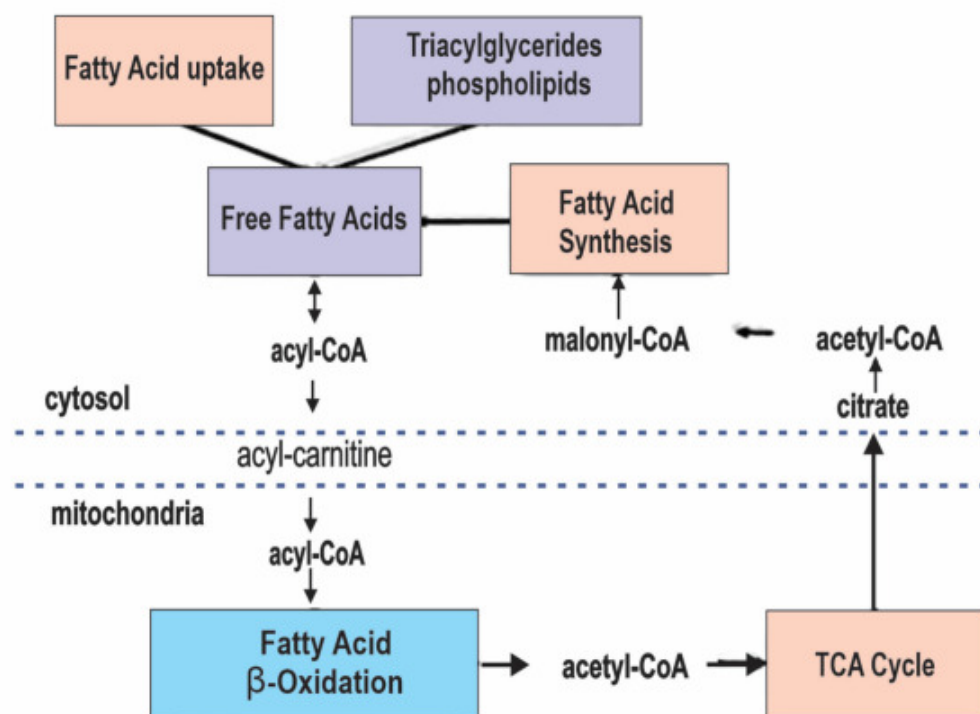 Fatty Acid uptake
Triacylglycerides
phospholipids
Free Fatty Acids
Fatty Acid
Synthesis
acyl-CoA
malonyl-CoA
acetyl-CoA
cytosol
citrate
acyl-carnitine
mitochondria
acyl-CoA
Fatty Acid
β-Oxidation
acetyl-CoA
TCA Cycle